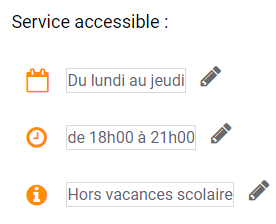 Service accessible :
Du lundi au jeudi
de 18h00 à 21h00
Hors vacances scolaire